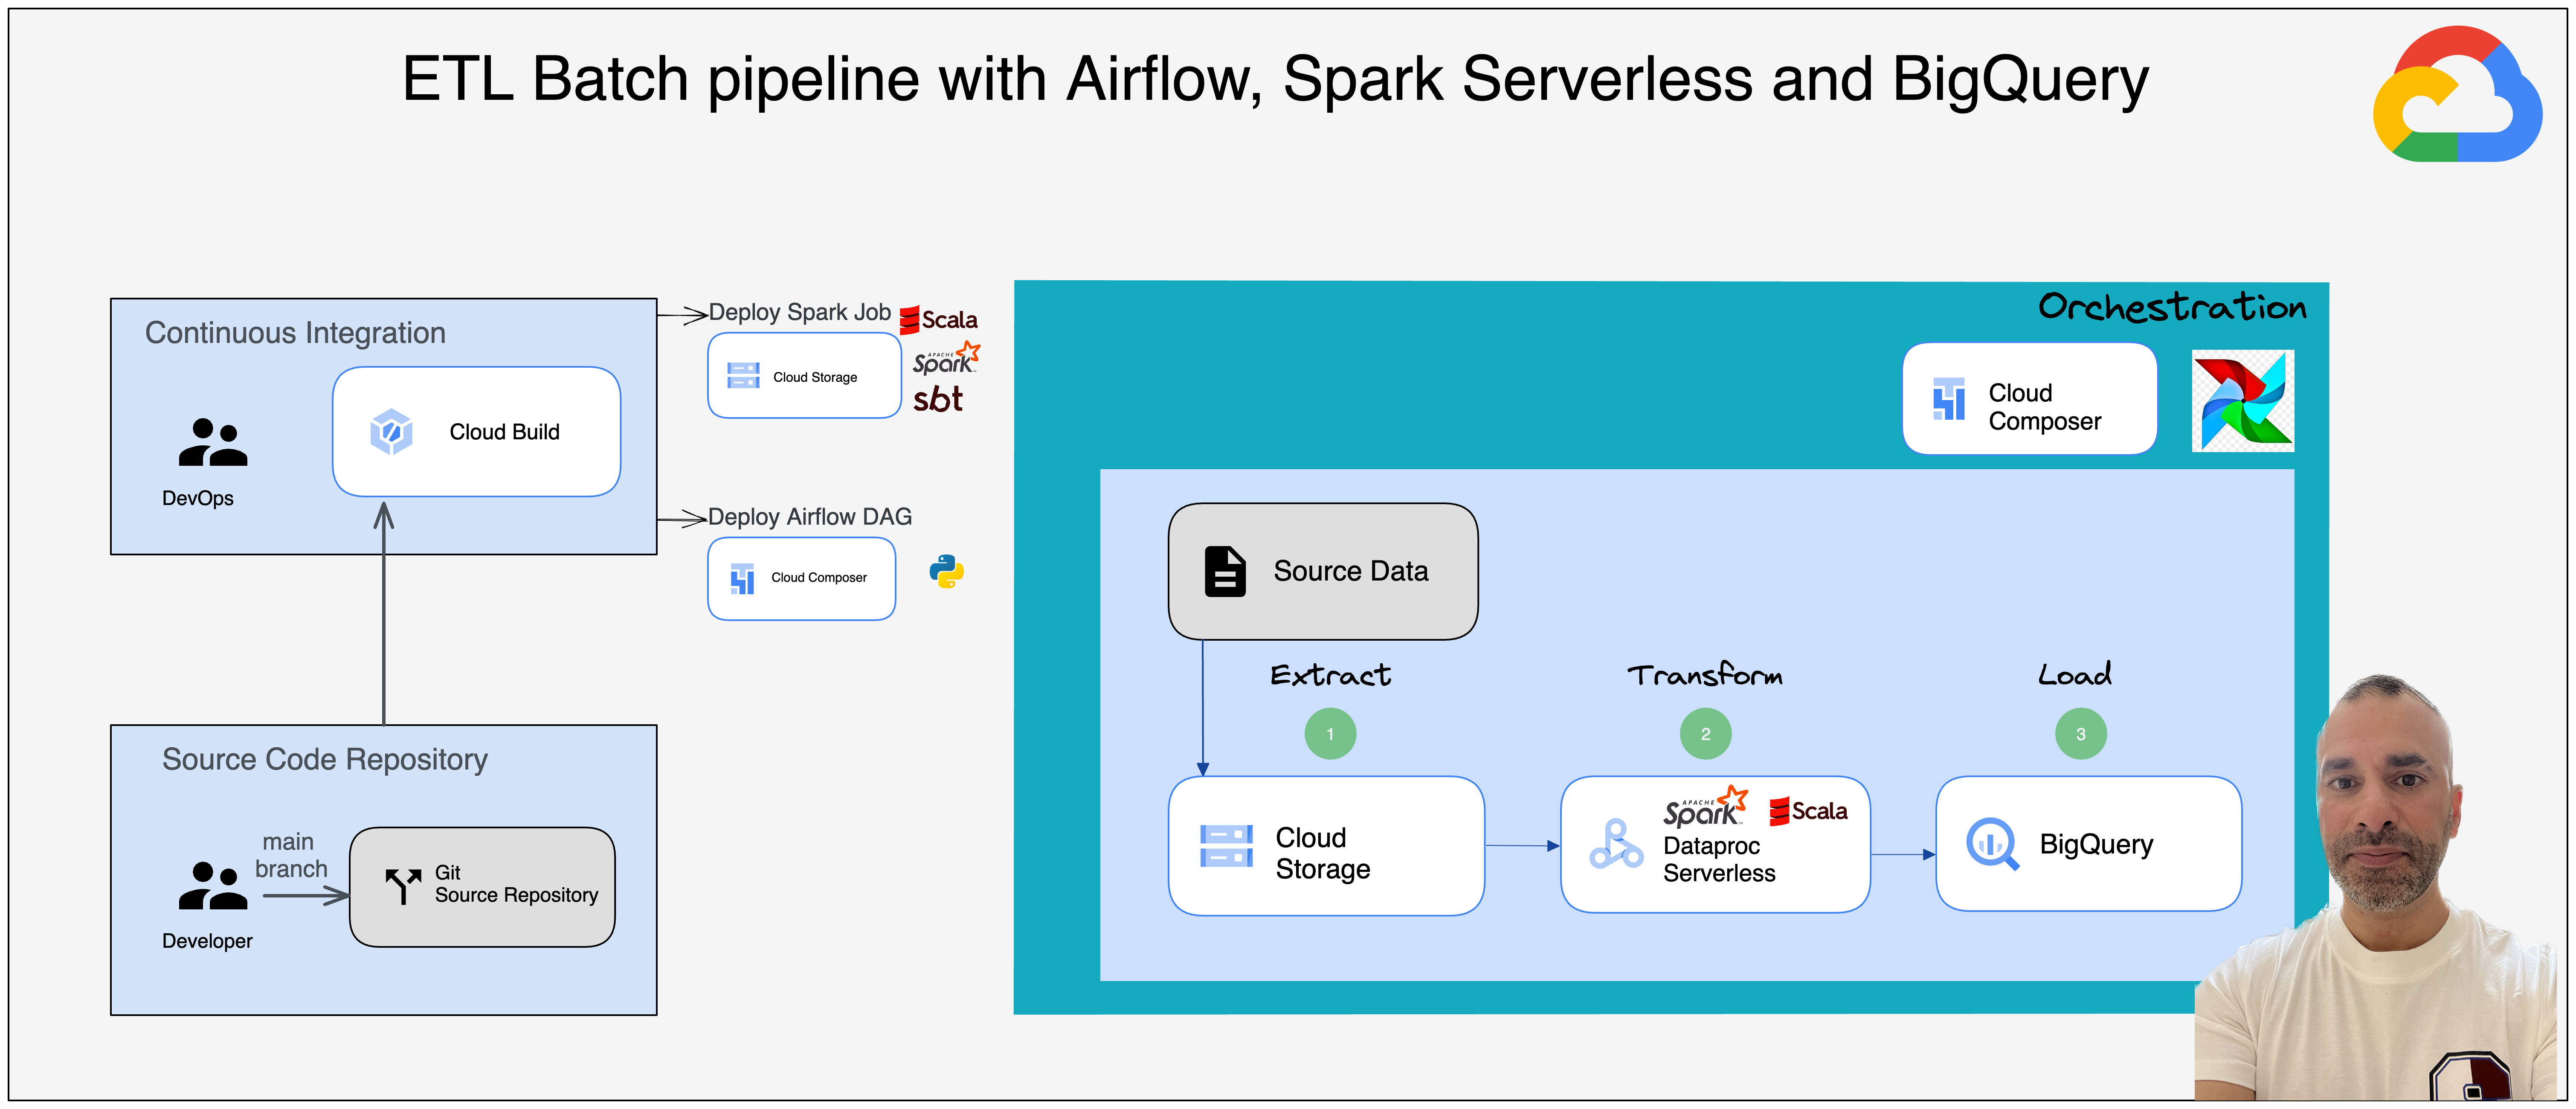 ETL Batch pipeline with Airflow, Spark Serverless and BigQuery
Continuous Integration
DevOps
Cloud Build
Deploy Spark Job
Scala
Cloud Storage
APACHE
Spark
TM
sbt
Deploy Airflow DAG
Cloud Composer
Source Code Repository
main
branch
Developer
Git
Source Repository
Orchestration
Cloud
Composer
Source Data
Extract
1
Cloud
Storage
Transform
2
APACHE
Spark
TM
Scala
Dataproc
Serverless
Load
3
BigQuery